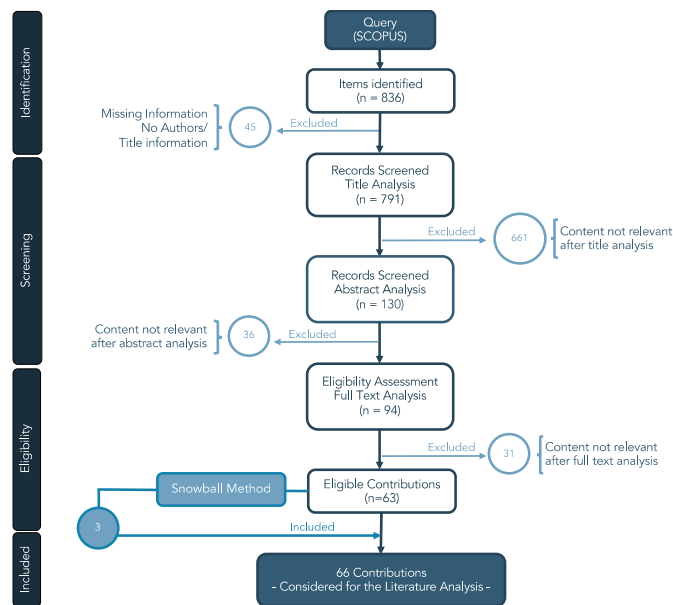 Identification
Query
(SCOPUS)
Items identified
(n = 836)
Missing Information
No Authors/
Title information
45
Excluded
Screening
Records Screened
Title Analysis
(n = 791)
Excluded
661
Content not relevant
after title analysis
Records Screened
Abstract Analysis
(n = 130)
Content not relevant
after abstract analysis
36
Excluded
Eligibility
Eligibility Assessment
Full Text Analysis
(n = 94)
Excluded
31
Content not relevant
after full text analysis
Snowball Method
Eligible Contributions
(n=63)
3
Included
Included
66 Contributions
- Considered for the Literature Analysis -